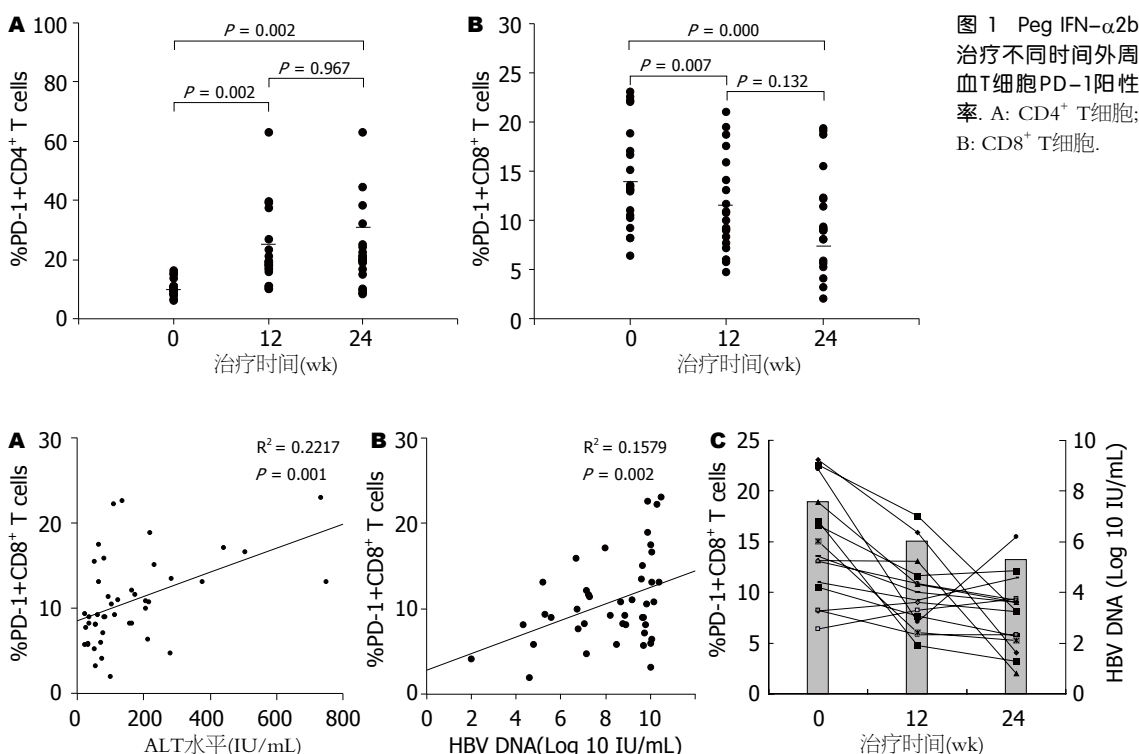 A
P = 0.002
P = 0.967
P = 0.002
%PD-1+CD4+ T cells
100
80
60
40
20
0
0 12 24
治疗时间(wk)
B
P = 0.000
P = 0.007
P = 0.132
%PD-1+CD8+ T cells
30
25
20
15
10
5
0
0 12 24
治疗时间(wk)
图 1 Peg IFN-α2b
治疗不同时间外周
血T细胞PD-1阳性
率. A: CD4+ T细胞;
B: CD8+ T细胞.
A
R2 = 0.2217
P = 0.001
%PD-1+CD8+ T cells
30
20
10
0
0 200 400 600 800
ALT水平(IU/mL)
B
R2 = 0.1579
P = 0.002
%PD-1+CD8+ T cells
30
20
10
0
0 2 4 6 8 10
HBV DNA(Log 10 IU/mL)
C
%PD-1+CD8+ T cells
25
20
15
10
5
0
10
8
6
4
2
0
HBV DNA (Log 10 IU/mL)
0 12 24
治疗时间(wk)